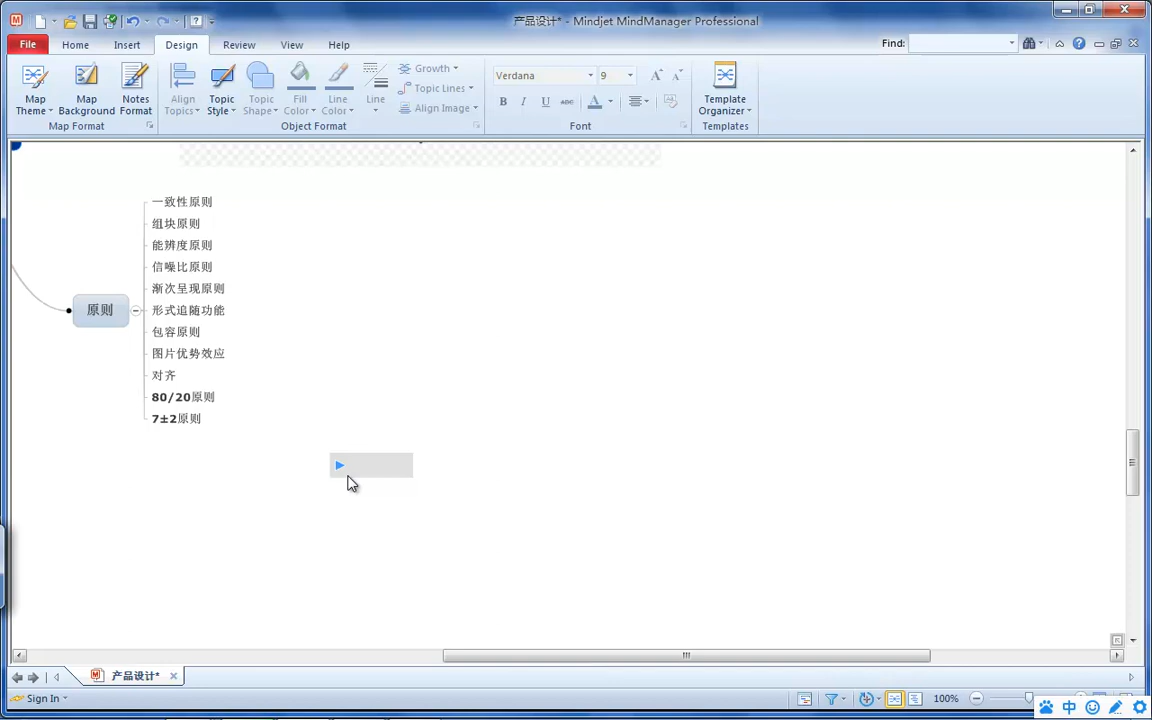 产品设计* - Mindjet MindManager Professional
File Home Insert Design Review View Help Find:
Map Theme Map Background Notes Format Align Topics Topic Style Topic Shape Fill Color Line Color Line Growth Topic Lines Align Image Verdana 9 B I U ABC A Template Organizer
Map Format Object Format Font Templates
一致性原则
组块原则
能辨度原则
信噪比原则
渐次呈现原则
原则
形式追随功能
包容原则
图片优势效应
对齐
80/20原则
7±2原则
产品设计*
Sign In 100% 中